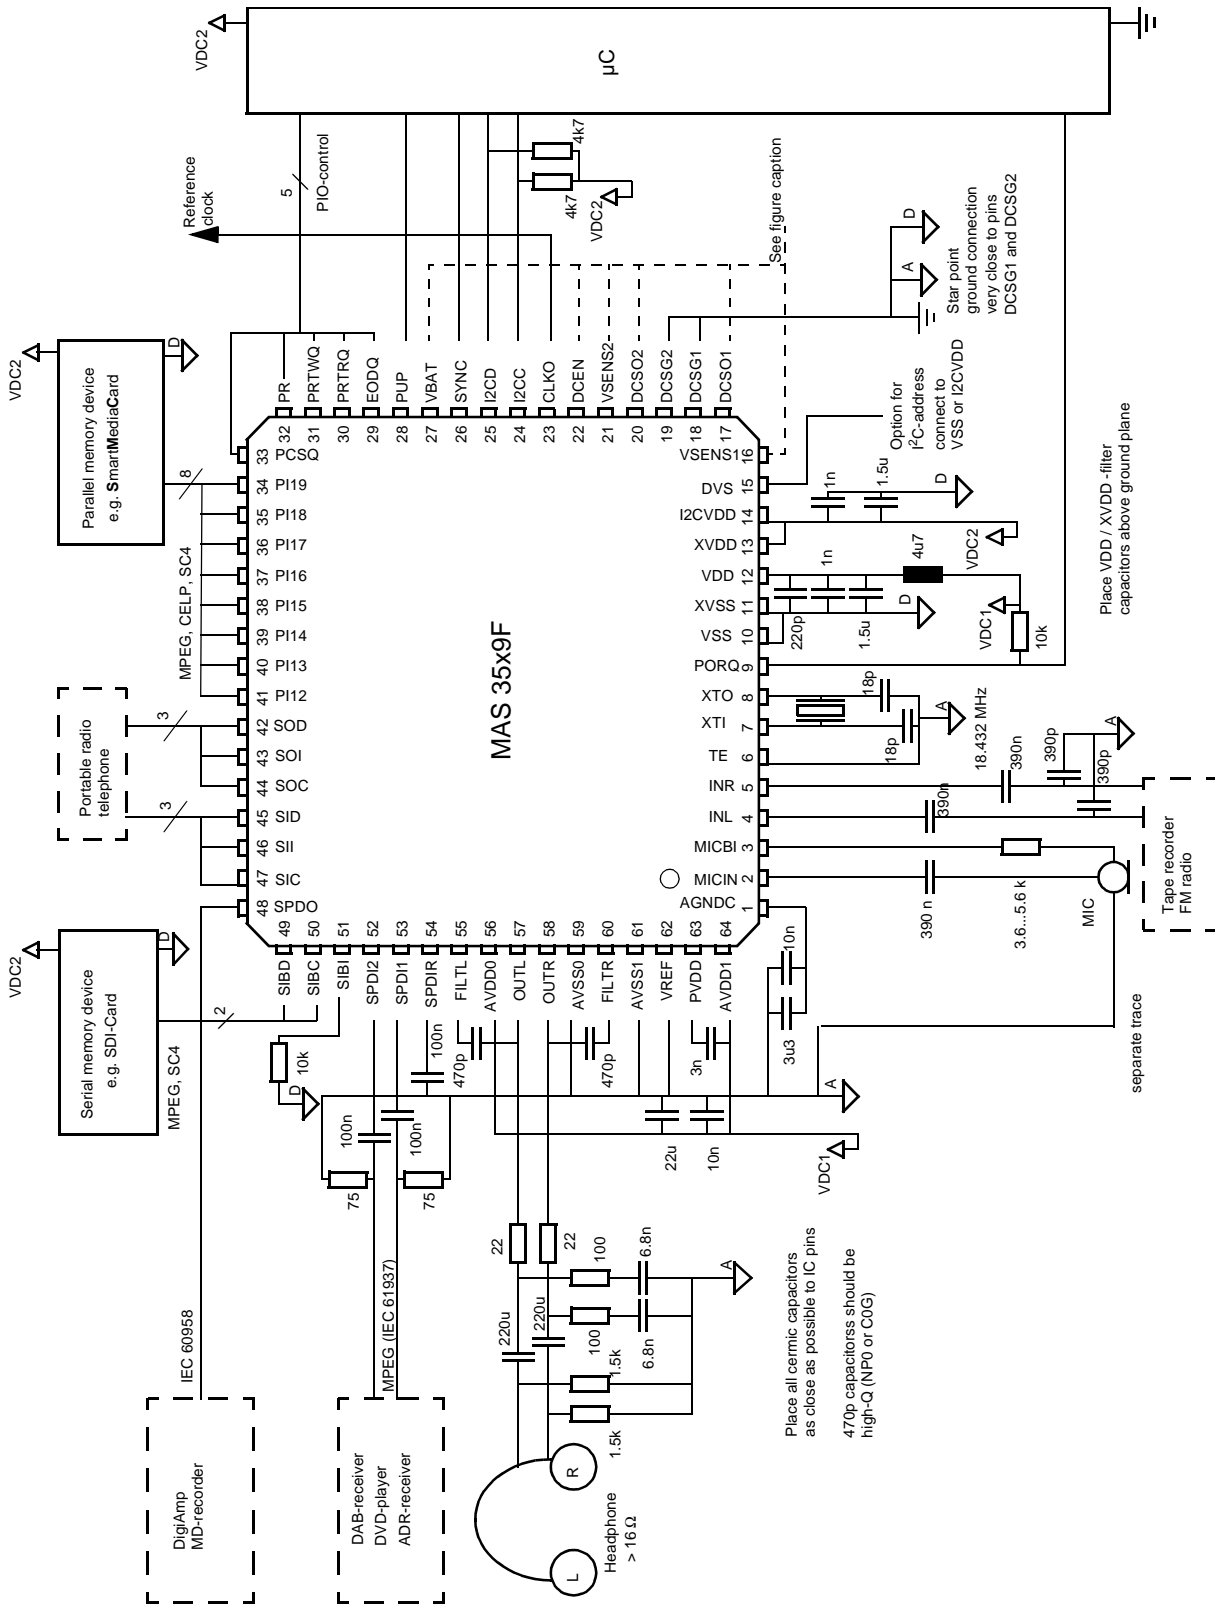 VDC2
µC
PIO-control
5
Reference
clock
4k7
4k7
VDC2
See figure caption
D
A
Star point
ground connection
very close to pins
DCSG1 and DCSG2
VDC2
Parallel memory device
e.g. SmartMediaCard
D
8
MPEG, CELP, SC4
PR
PRTWQ
PRTRQ
EODQ
PUP
VBAT
SYNC
I2CD
I2CC
CLKO
DCEN
VSENS2
DCSO2
DCSG2
DCSG1
DCSO1
32
31
30
29
28
27
26
25
24
23
22
21
20
19
18
17
33 PCSQ
34 PI19
35 PI18
36 PI17
37 PI16
38 PI15
39 PI14
40 PI13
41 PI12
42 SOD
43 SOI
44 SOC
45 SID
46 SII
47 SIC
48 SPDO
MAS 35x9F
VSENS1 16
DVS 15
I2CVDD 14
XVDD 13
VDD 12
XVSS 11
VSS 10
PORQ 9
XTO 8
XTI 7
TE 6
INR 5
INL 4
MICBI 3
MICIN 2
AGNDC 1
Option for
I²C-address
connect to
VSS or I2CVDD
1n
1.5u
D
VDC2
1n
4u7
220p
1.5u
D
VDC1
10k
Place VDD / XVDD -filter
capacitors above ground plane
18p
18p
A
18.432 MHz
390n
390n
390p
390p
A
Tape recorder
FM radio
390 n
3.6...5.6 k
MIC
separate trace
Portable radio
telephone
3
3
VDC2
Serial memory device
e.g. SDI-Card
D
2
MPEG, SC4
49
50
51
52
53
54
55
56
57
58
59
60
61
62
63
64
SIBD
SIBC
SIBI
SPDI2
SPDI1
SPDIR
FILTL
AVDD0
OUTL
OUTR
AVSS0
FILTR
AVSS1
VREF
PVDD
AVDD1
10k
D
100n
100n
100n
75
75
470p
470p
3n
10n
3u3
A
22u
10n
VDC1
22
22
100
100
6.8n
6.8n
A
220u
220u
1.5k
1.5k
IEC 60958
MPEG (IEC 61937)
DigiAmp
MD-recorder
DAB-receiver
DVD-player
ADR-receiver
R
L
Headphone
> 16 Ω
Place all cermic capacitors
as close as possible to IC pins
470p capacitorss should be
high-Q (NP0 or C0G)